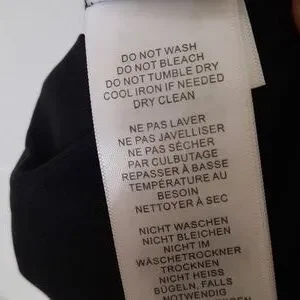 DO NOT WASH
DO NOT BLEACH
DO NOT TUMBLE DRY
COOL IRON IF NEEDED
DRY CLEAN
NE PAS LAVER
NE PAS JAVELLISER
NE PAS SÉCHER
PAR CULBUTAGE
REPASSER À BASSE
TEMPÉRATURE AU
BESOIN
NETTOYER À SEC
NICHT WASCHEN
NICHT BLEICHEN
NICHT IM
WÄSCHETROCKNER
TROCKNEN
NICHT HEISS
BÜGELN, FALLS
NOTWENDIG